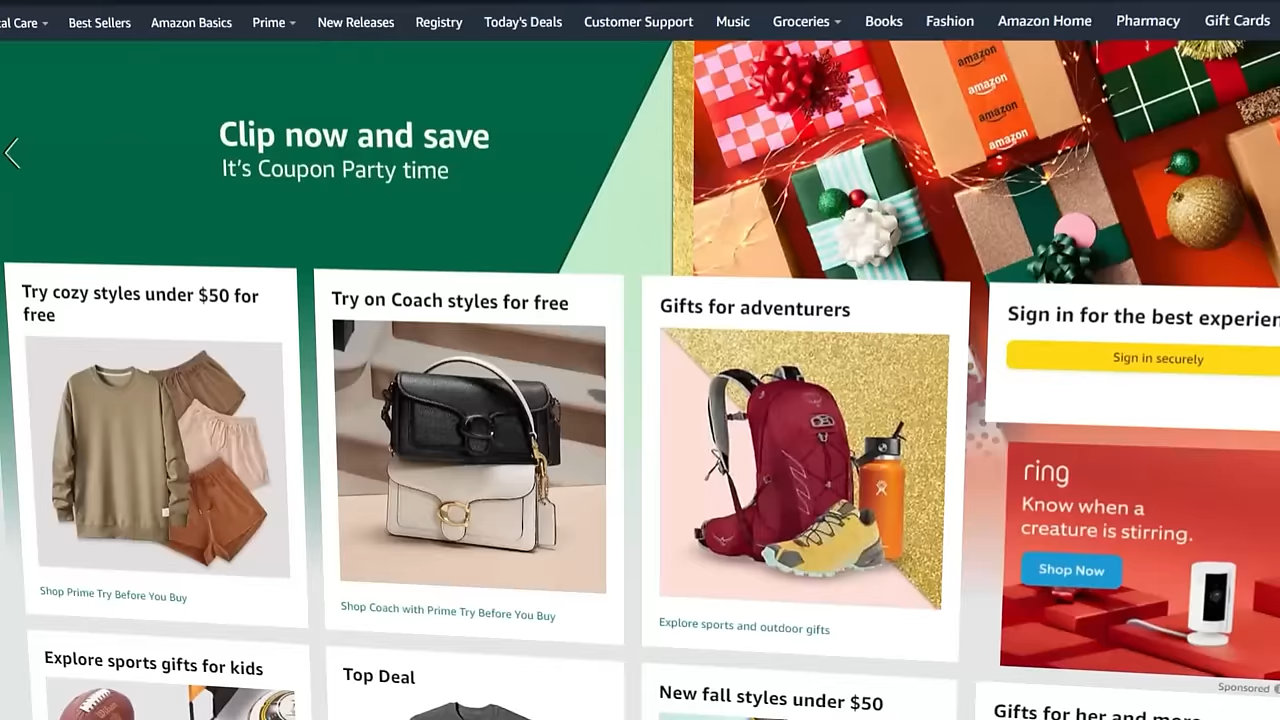 al Care
Best Sellers
Amazon Basics
Prime
New Releases
Registry
Today's Deals
Customer Support
Music
Groceries
Books
Fashion
Amazon Home
Pharmacy
Gift Cards
Clip now and save
It's Coupon Party time
amazon
amazon
amazon
amazon
Try cozy styles under $50 for
free
Shop Prime Try Before You Buy
Try on Coach styles for free
Shop Coach with Prime Try Before You Buy
Gifts for adventurers
Explore sports and outdoor gifts
Sign in for the best experien
Sign in securely
ring
Know when a
creature is stirring.
Shop Now
Sponsored
Explore sports gifts for kids
Top Deal
New fall styles under $50
Gifts for her and more